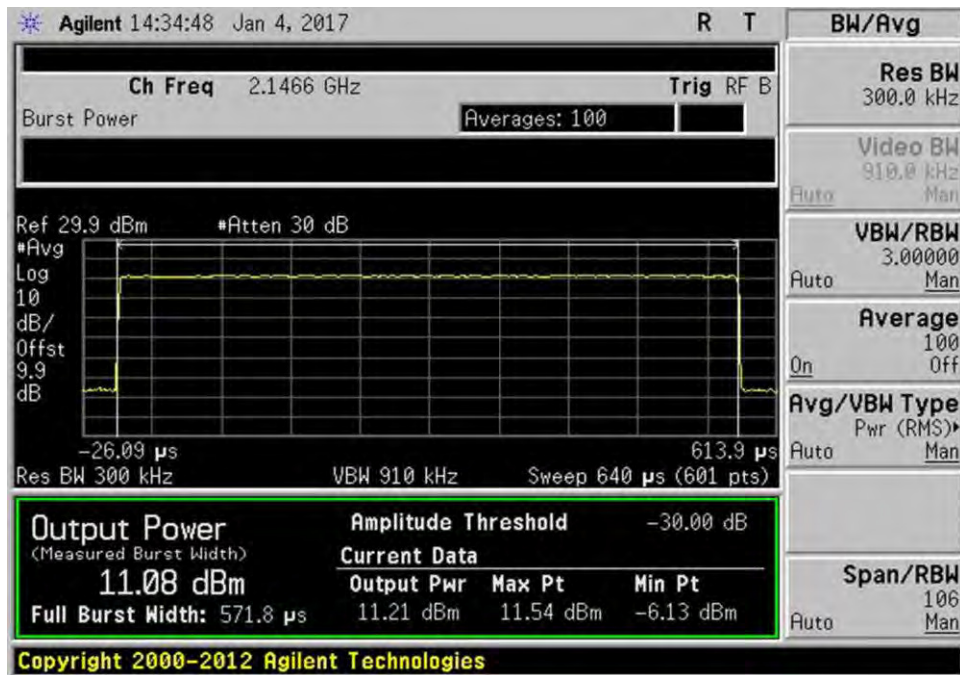 Agilent 14:34:48 Jan 4, 2017 R T
BW/Avg
Ch Freq 2.1466 GHz Trig RF B
Burst Power Averages: 100
Ref 29.9 dBm #Atten 30 dB
#Avg
Log
10
dB/
Offst
9.9
dB
-26.09 µs 613.9 µs
Res BW 300 kHz VBW 910 kHz Sweep 640 µs (601 pts)
Output Power
(Measured Burst Width)
11.08 dBm
Full Burst Width: 571.8 µs
Amplitude Threshold -30.00 dB
Current Data
Output Pwr Max Pt Min Pt
11.21 dBm 11.54 dBm -6.13 dBm
Res BW
300.0 kHz
Video BW
910.0 kHz
Auto Man
VBW/RBW
3.00000
Auto Man
Average
100
On Off
Avg/VBW Type
Pwr (RMS)
Auto Man
Span/RBW
106
Auto Man
Copyright 2000-2012 Agilent Technologies